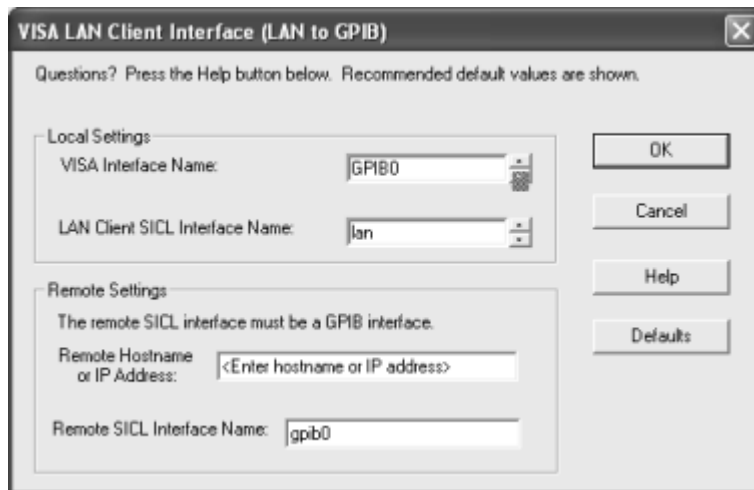 VISA LAN Client Interface (LAN to GPIB)
Questions? Press the Help button below. Recommended default values are shown.
Local Settings
VISA Interface Name:
GPIB0
LAN Client SICL Interface Name:
lan
OK
Cancel
Help
Defaults
Remote Settings
The remote SICL interface must be a GPIB interface.
Remote Hostname
or IP Address:
<Enter hostname or IP address>
Remote SICL Interface Name:
gpib0